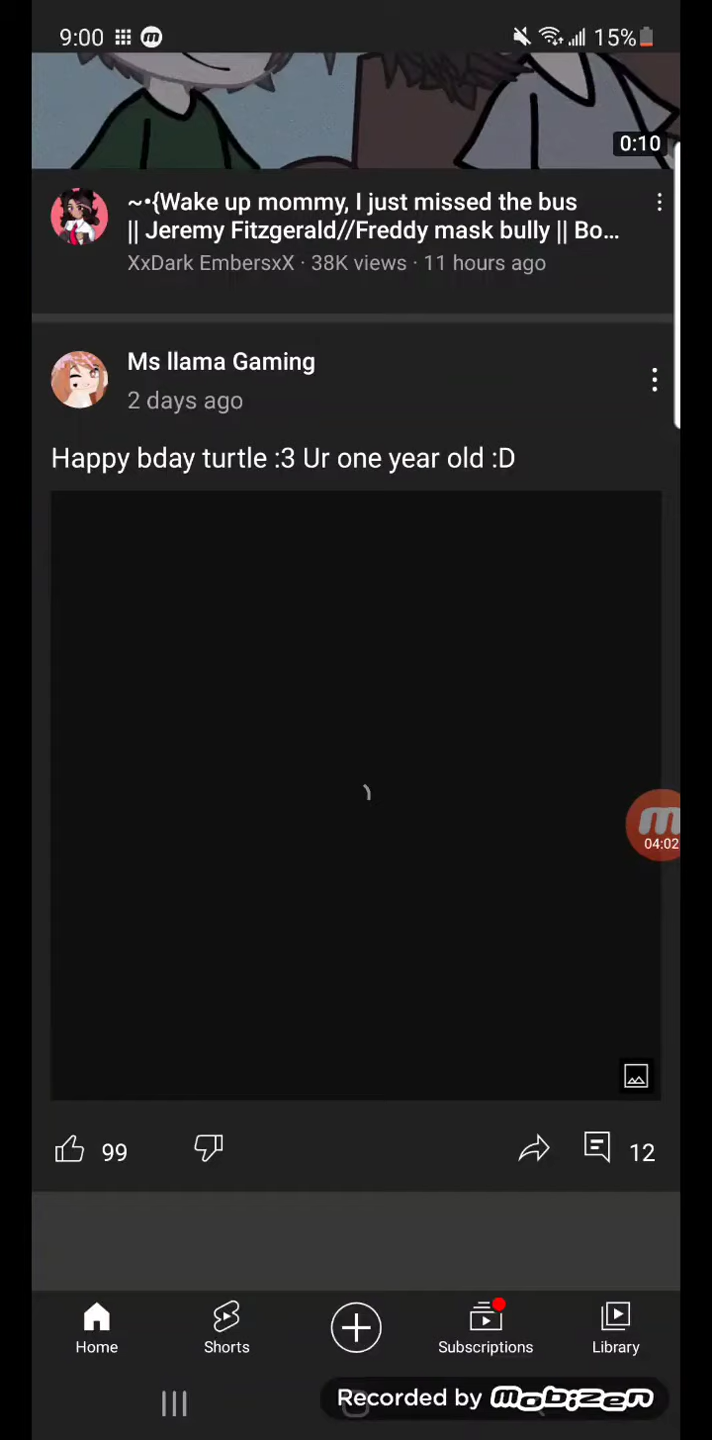 9:00
15%
0:10
~•{Wake up mommy, I just missed the bus
|| Jeremy Fitzgerald//Freddy mask bully || Bo...
XxDark EmbersxX · 38K views · 11 hours ago
Ms llama Gaming
2 days ago
Happy bday turtle :3 Ur one year old :D
04:02
99
12
Home
Shorts
Subscriptions
Library
Recorded by mobizen